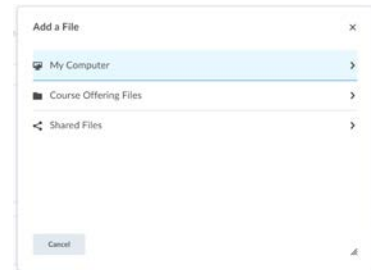 Add a File
My Computer
Course Offering Files
Shared Files
Cancel